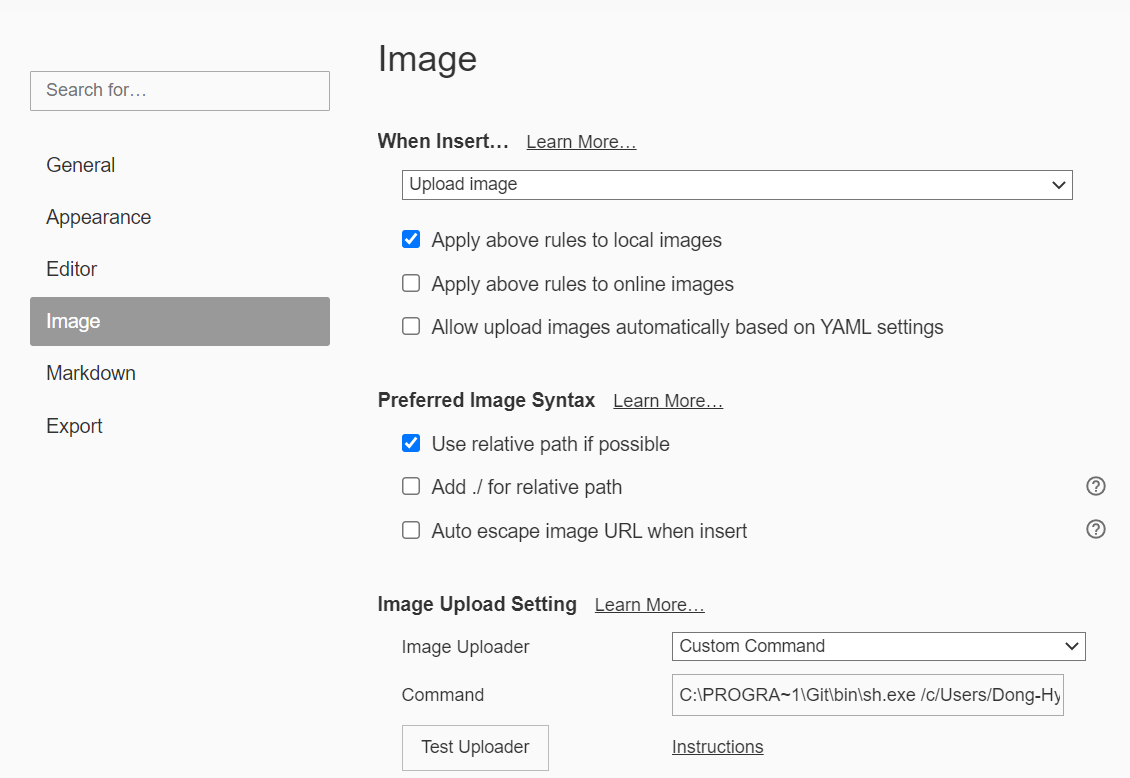 Image
Search for…
General
Appearance
Editor
Image
Markdown
Export
When Insert… Learn More…
Upload image
Apply above rules to local images
Apply above rules to online images
Allow upload images automatically based on YAML settings
Preferred Image Syntax Learn More…
Use relative path if possible
Add ./ for relative path
Auto escape image URL when insert
Image Upload Setting Learn More…
Image Uploader Custom Command
Command C:\PROGRA~1\Git\bin\sh.exe /c/Users/Dong-Hy
Test Uploader Instructions